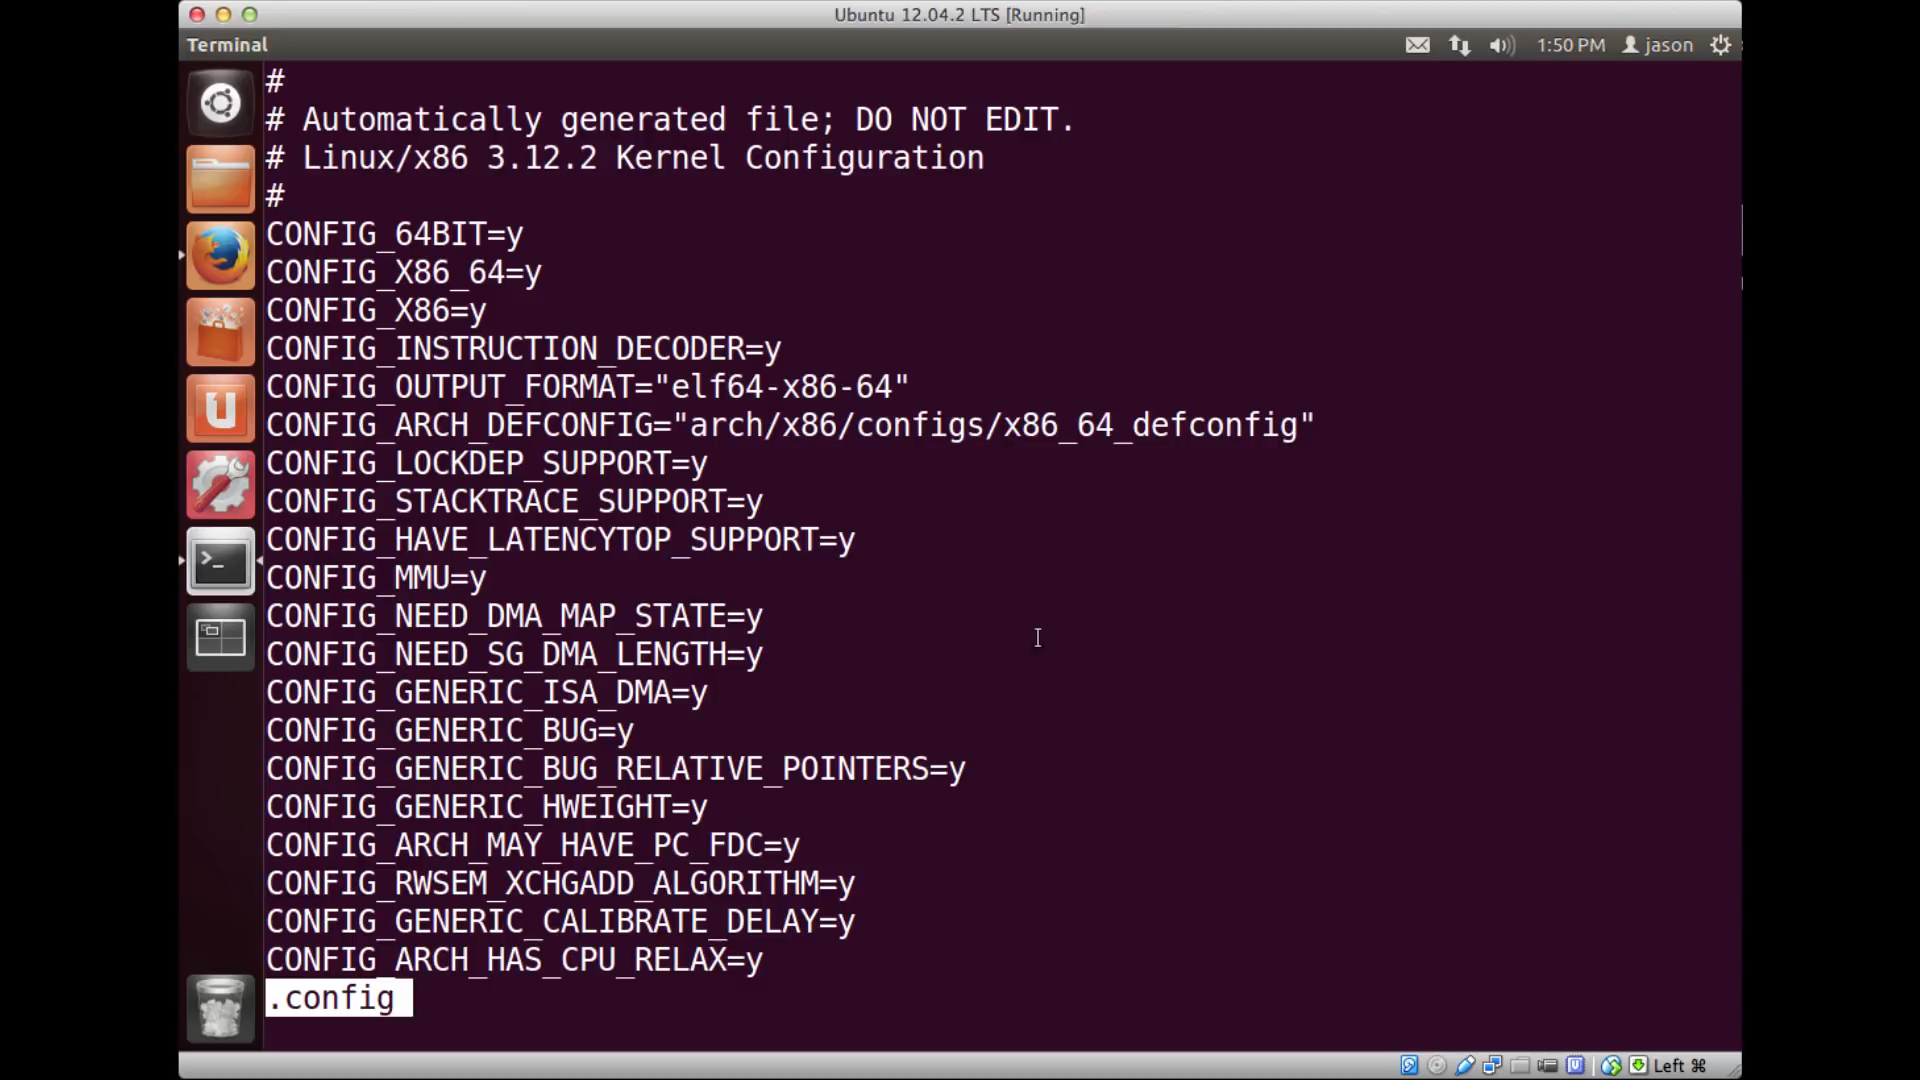 Ubuntu 12.04.2 LTS [Running]
Terminal
1:50 PM
jason
#
# Automatically generated file; DO NOT EDIT.
# Linux/x86 3.12.2 Kernel Configuration
#
CONFIG_64BIT=y
CONFIG_X86_64=y
CONFIG_X86=y
CONFIG_INSTRUCTION_DECODER=y
CONFIG_OUTPUT_FORMAT="elf64-x86-64"
CONFIG_ARCH_DEFCONFIG="arch/x86/configs/x86_64_defconfig"
CONFIG_LOCKDEP_SUPPORT=y
CONFIG_STACKTRACE_SUPPORT=y
CONFIG_HAVE_LATENCYTOP_SUPPORT=y
CONFIG_MMU=y
CONFIG_NEED_DMA_MAP_STATE=y
CONFIG_NEED_SG_DMA_LENGTH=y
CONFIG_GENERIC_ISA_DMA=y
CONFIG_GENERIC_BUG=y
CONFIG_GENERIC_BUG_RELATIVE_POINTERS=y
CONFIG_GENERIC_HWEIGHT=y
CONFIG_ARCH_MAY_HAVE_PC_FDC=y
CONFIG_RWSEM_XCHGADD_ALGORITHM=y
CONFIG_GENERIC_CALIBRATE_DELAY=y
CONFIG_ARCH_HAS_CPU_RELAX=y
.config
Left ⌘